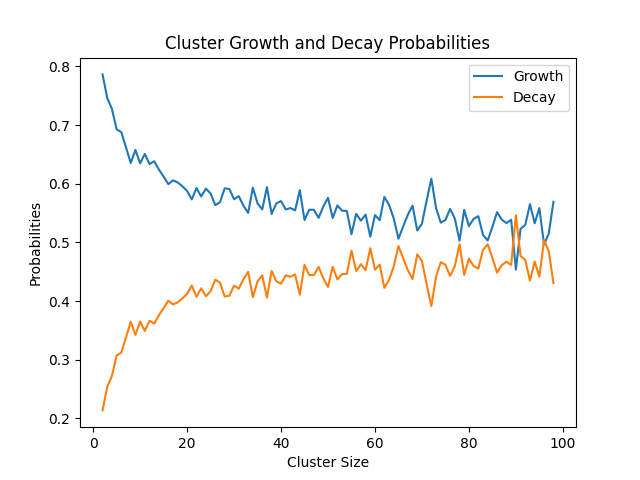 Cluster Growth and Decay Probabilities
Growth
Decay
Probabilities
0.8
0.7
0.6
0.5
0.4
0.3
0.2
0
20
40
60
80
100
Cluster Size